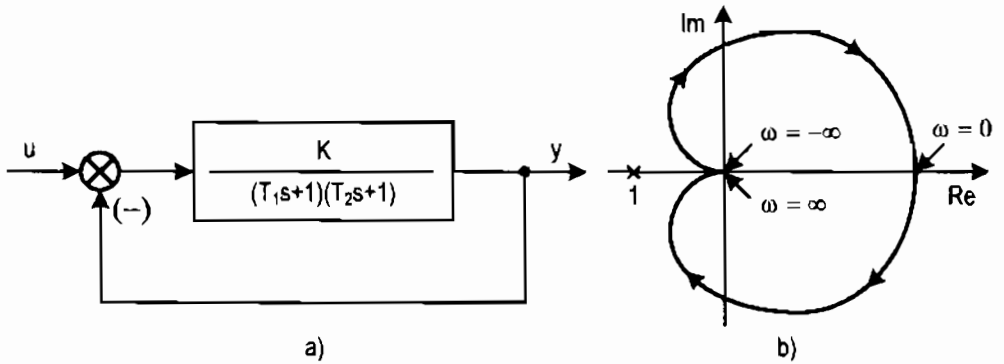 u
(−)
K
(T₁s+1)(T₂s+1)
y
a)
Im
ω = −∞
ω = 0
1
Re
ω = ∞
b)